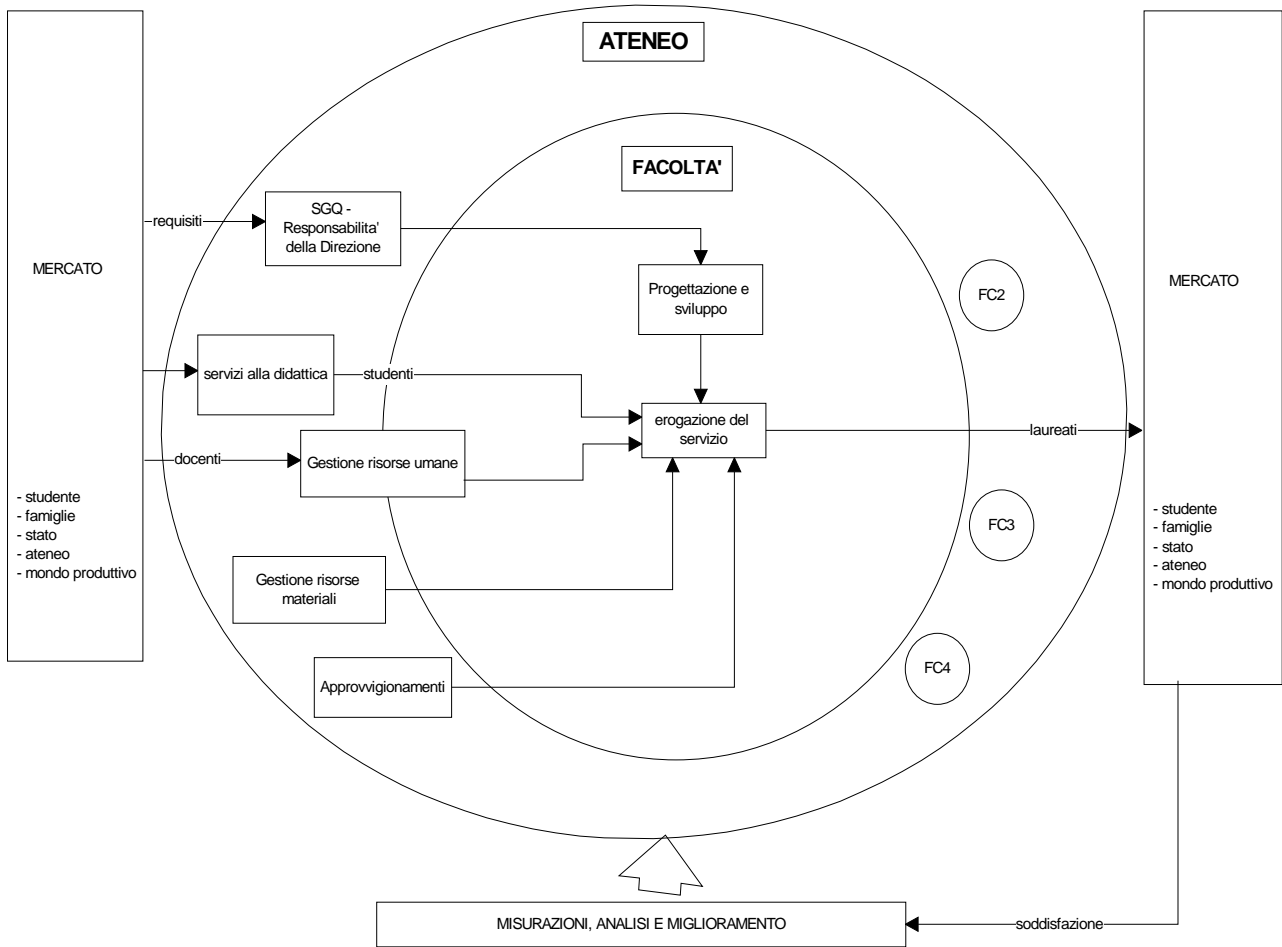 ATENEO
FACOLTA'
SGQ -
Responsabilita'
della Direzione
requisiti
MERCATO
- studente
- famiglie
- stato
- ateneo
- mondo produttivo
Progettazione e
sviluppo
servizi alla didattica
studenti
erogazione del
servizio
docenti
Gestione risorse umane
Gestione risorse
materiali
Approvvigionamenti
FC2
FC3
FC4
laureati
MERCATO
- studente
- famiglie
- stato
- ateneo
- mondo produttivo
MISURAZIONI, ANALISI E MIGLIORAMENTO
soddisfazione